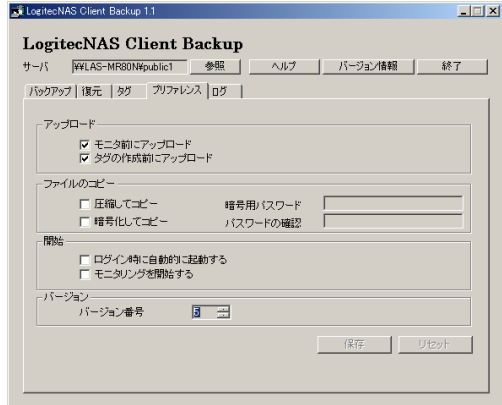 LogitecNAS Client Backup 1.1
LogitecNAS Client Backup
サーバ ¥¥LAS-MR80N¥public1 参照 ヘルプ バージョン情報 終了
バックアップ 復元 タグ プリファレンス ログ
アップロード
モニタ前にアップロード
タグの作成前にアップロード
ファイルのコピー
圧縮してコピー 暗号用パスワード
暗号化してコピー パスワードの確認
開始
ログイン時に自動的に起動する
モニタリングを開始する
バージョン
バージョン番号 5
保存 リセット